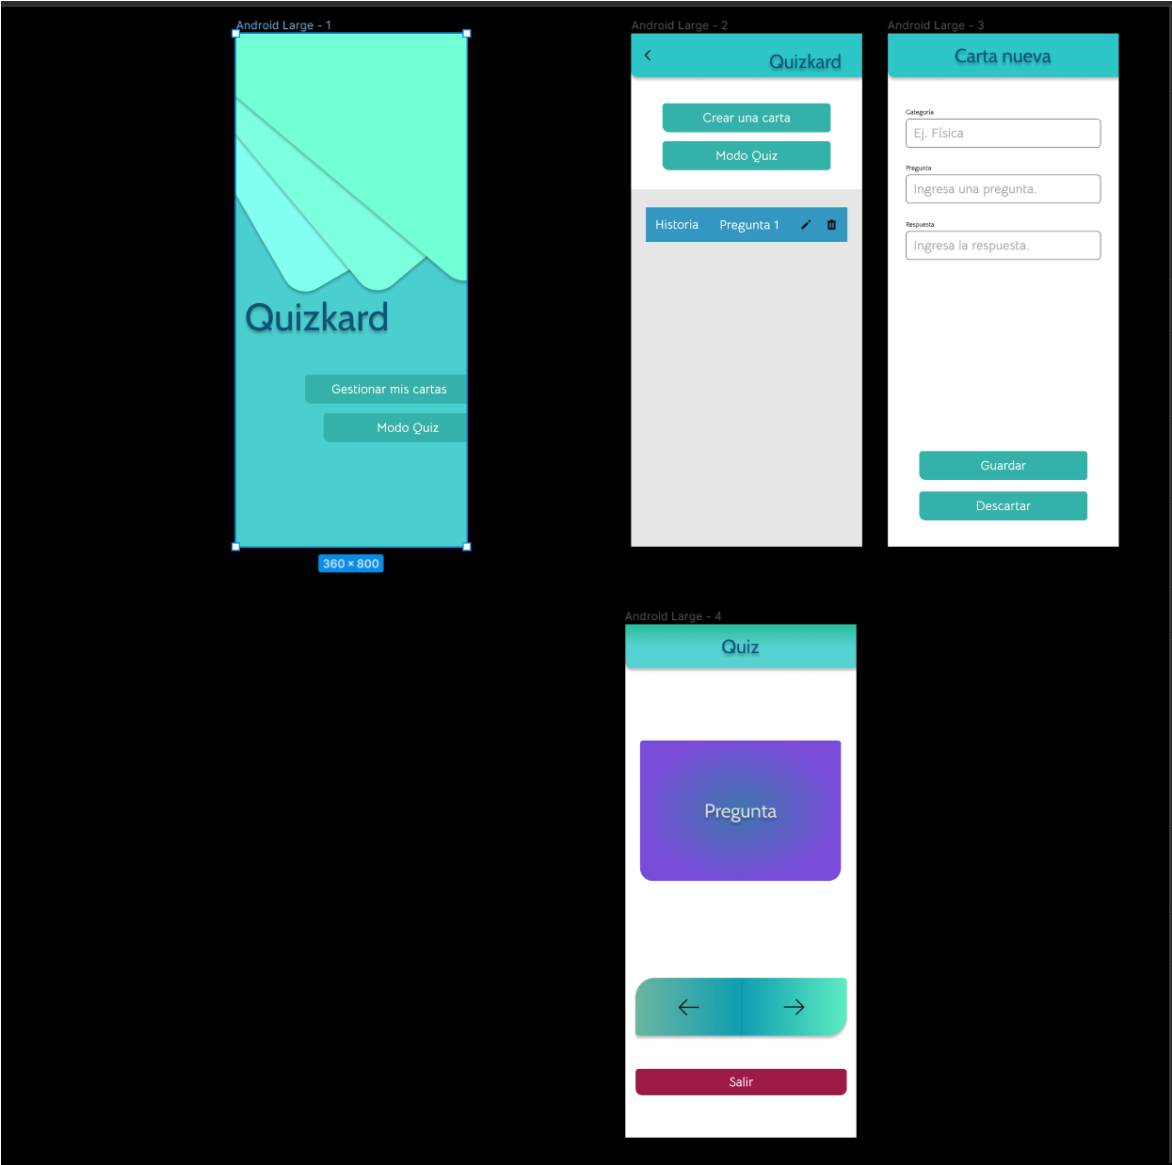 Android Large - 1
Quizkard
Gestionar mis cartas
Modo Quiz
360 × 800
Android Large - 2
Quizkard
Crear una carta
Modo Quiz
Historia Pregunta 1
Android Large - 3
Carta nueva
Categoría
Ej. Física
Pregunta
Ingresa una pregunta.
Respuesta
Ingresa la respuesta.
Guardar
Descartar
Android Large - 4
Quiz
Pregunta
Salir